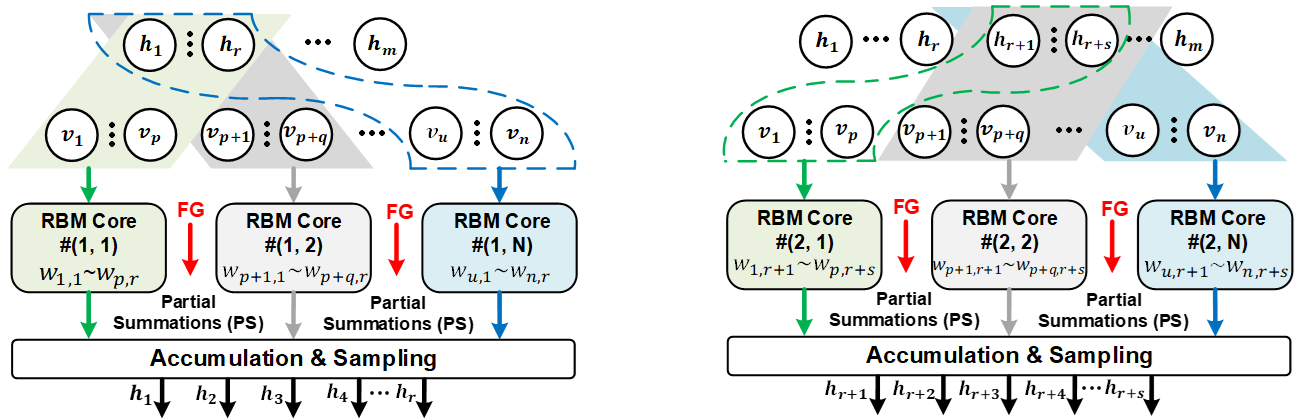 h₁ ⋮ hᵣ ⋯ hₘ
v₁ ⋮ vₚ vₚ₊₁ ⋮ vₚ₊q ⋯ vᵤ ⋮ vₙ
RBM Core
#(1, 1)
w₁,₁~wₚ,ᵣ
FG
RBM Core
#(1, 2)
wₚ₊₁,₁~wₚ₊q,ᵣ
FG
RBM Core
#(1, N)
wᵤ,₁~wₙ,ᵣ
Partial
Summations (PS)
Partial
Summations (PS)
Accumulation & Sampling
h₁ h₂ h₃ h₄ ⋯ hᵣ
h₁ ⋯ hᵣ hᵣ₊₁ ⋮ hᵣ₊ₛ ⋯ hₘ
v₁ ⋮ vₚ vₚ₊₁ ⋮ vₚ₊q ⋯ vᵤ ⋮ vₙ
RBM Core
#(2, 1)
w₁,ᵣ₊₁~wₚ,ᵣ₊ₛ
FG
RBM Core
#(2, 2)
wₚ₊₁,ᵣ₊₁~wₚ₊q,ᵣ₊ₛ
FG
RBM Core
#(2, N)
wᵤ,ᵣ₊₁~wₙ,ᵣ₊ₛ
Partial
Summations (PS)
Partial
Summations (PS)
Accumulation & Sampling
hᵣ₊₁ hᵣ₊₂ hᵣ₊₃ hᵣ₊₄ ⋯ hᵣ₊ₛ